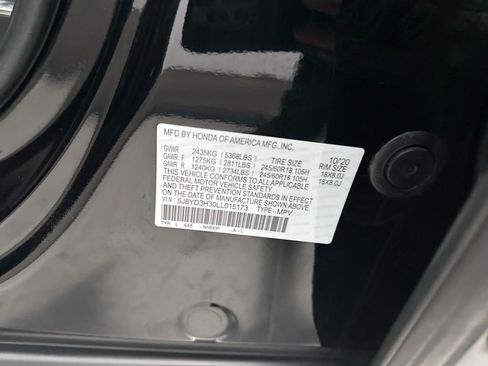 MFD.BY HONDA OF AMERICA MFG.,INC. 10/20
GVWR 2435KG ( 5368LBS ) TIRE SIZE RIM SIZE
GAWR F 1275KG ( 2811LBS ) 245/60R18 105H 18X8.0J
GAWR R 1240KG ( 2734LBS ) 245/60R18 105H 18X8.0J
THIS VEHICLE CONFORMS TO ALL APPLICABLE
FEDERAL MOTOR VEHICLE SAFETY
AND THEFT PREVENTION STANDARDS IN EFFECT
ON THE DATE OF MANUFACTURE SHOWN ABOVE.
VIN: 5J8YD3H30LL015173 TYPE: MPV